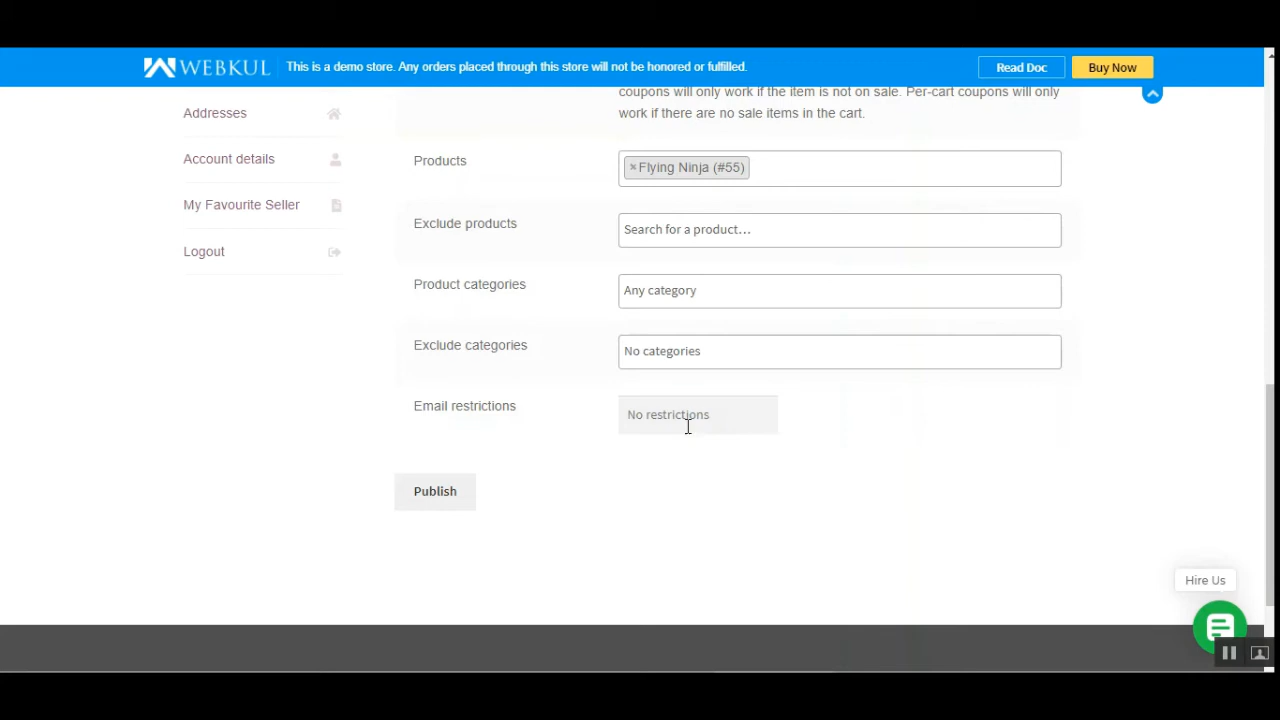 WEBKUL
This is a demo store. Any orders placed through this store will not be honored or fulfilled.
Read Doc
Buy Now
coupons will only work if the item is not on sale. Per-cart coupons will only
work if there are no sale items in the cart.
Addresses
Account details
My Favourite Seller
Logout
Products
×Flying Ninja (#55)
Exclude products
Search for a product…
Product categories
Any category
Exclude categories
No categories
Email restrictions
No restrictions
Publish
Hire Us